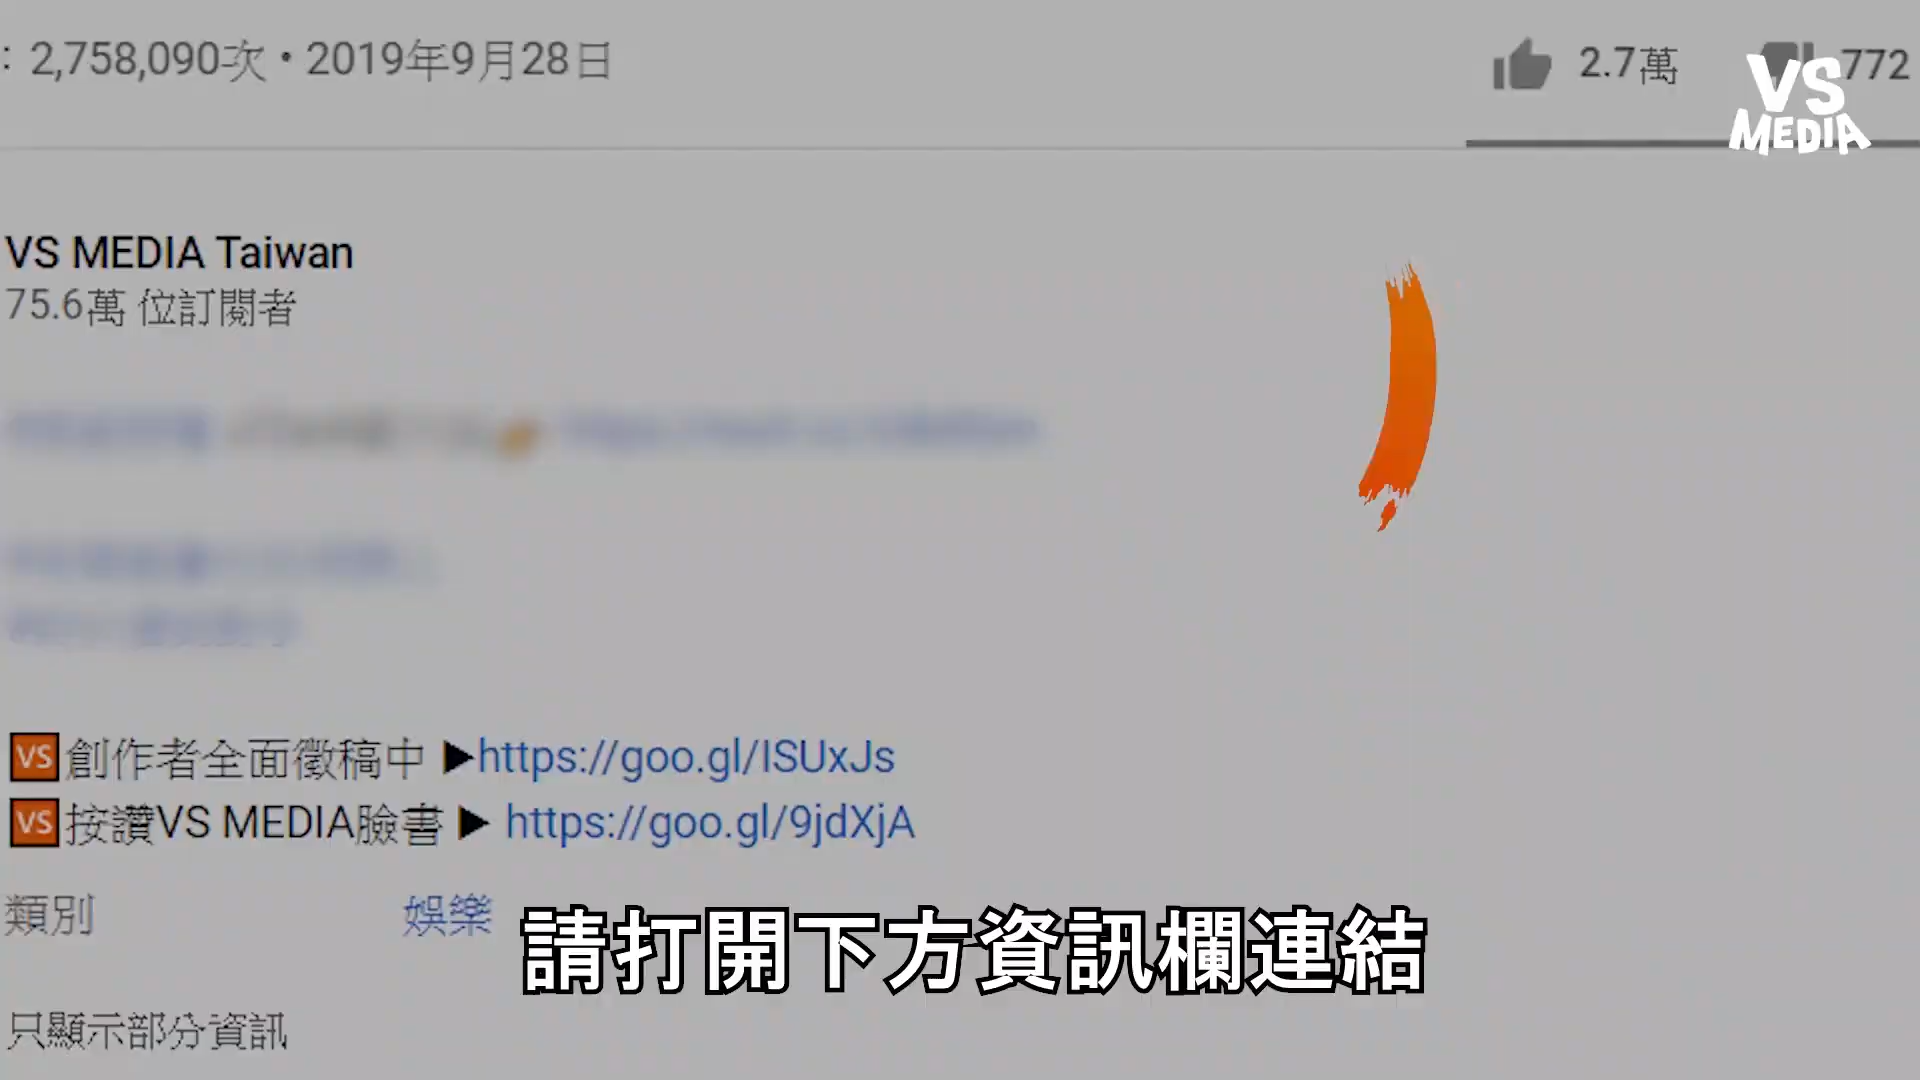 : 2,758,090次 • 2019年9月28日
2.7萬
772
VS
MEDIA
VS MEDIA Taiwan
75.6萬 位訂閱者
VS 創作者全面徵稿中 ▶https://goo.gl/ISUxJs
VS 按讚VS MEDIA臉書 ▶ https://goo.gl/9jdXjA
類別
娛樂
請打開下方資訊欄連結
只顯示部分資訊